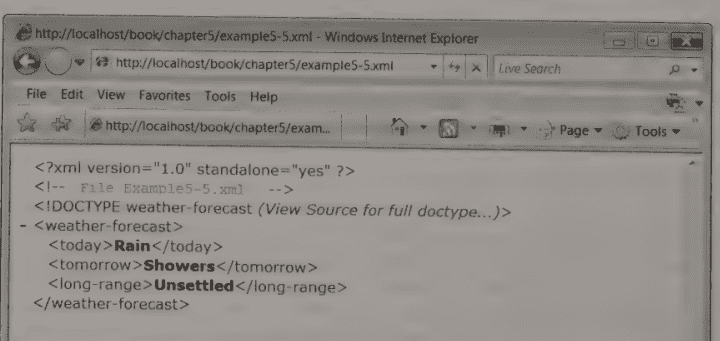 http://localhost/book/chapter5/example5-5.xml - Windows Internet Explorer
http://localhost/book/chapter5/example5-5.xml Live Search
File Edit View Favorites Tools Help
http://localhost/book/chapter5/exam... Page Tools
<?xml version="1.0" standalone="yes" ?>
<!-- File Example5-5.xml -->
<!DOCTYPE weather-forecast (View Source for full doctype...)>
- <weather-forecast>
<today>Rain</today>
<tomorrow>Showers</tomorrow>
<long-range>Unsettled</long-range>
</weather-forecast>